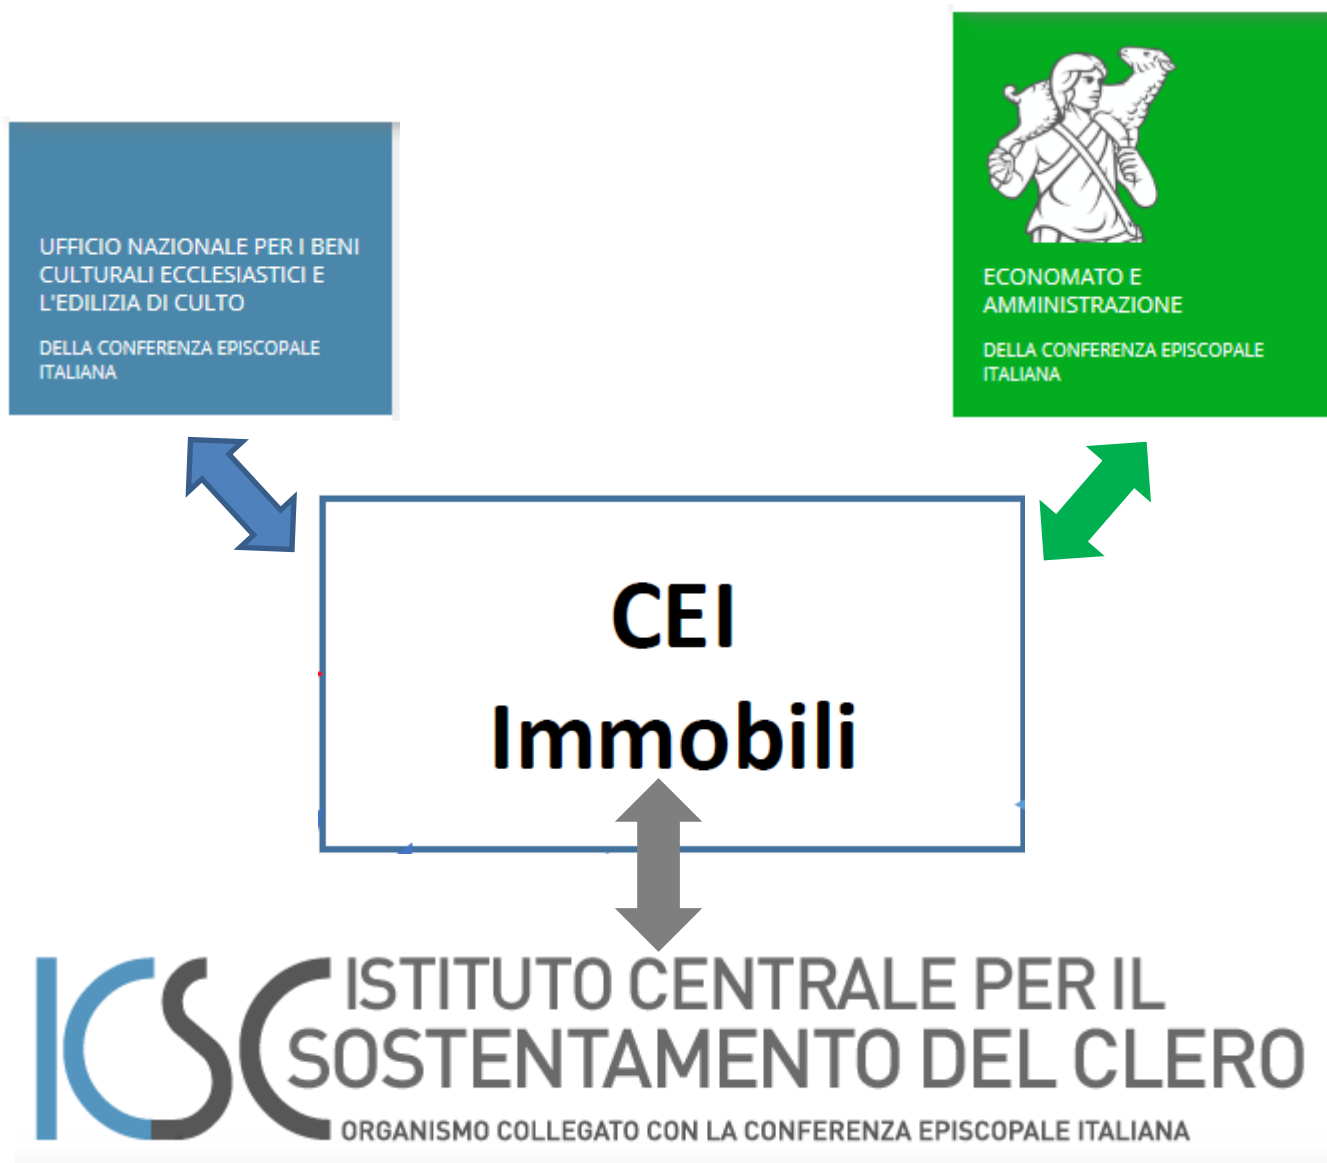 UFFICIO NAZIONALE PER I BENI
CULTURALI ECCLESIASTICI E
L'EDILIZIA DI CULTO
DELLA CONFERENZA EPISCOPALE
ITALIANA
ECONOMATO E
AMMINISTRAZIONE
DELLA CONFERENZA EPISCOPALE
ITALIANA
CEI
Immobili
ICSC
ISTITUTO CENTRALE PER IL
SOSTENTAMENTO DEL CLERO
ORGANISMO COLLEGATO CON LA CONFERENZA EPISCOPALE ITALIANA